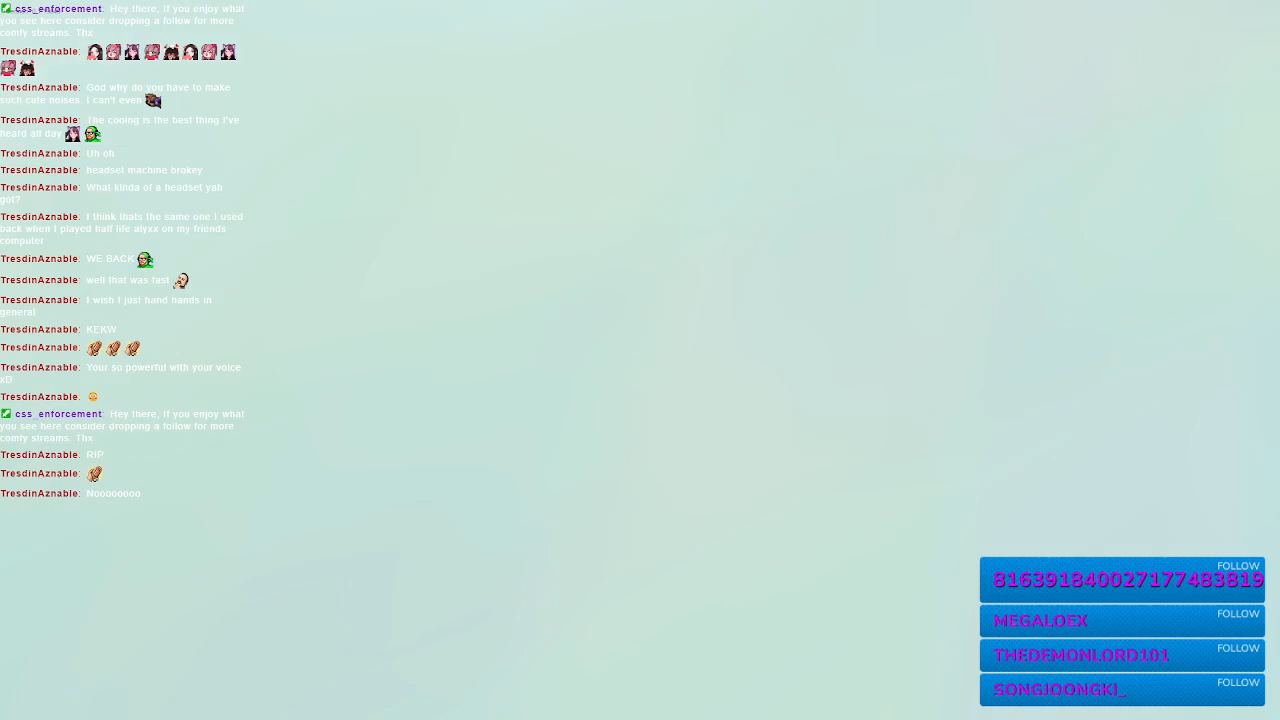 css_enforcement: Hey there, If you enjoy what
you see here consider dropping a follow for more
comfy streams. Thx
TresdinAznable:
TresdinAznable: God why do you have to make
such cute noises. I can't even
TresdinAznable: The cooing is the best thing I've
heard all day
TresdinAznable: Uh oh
TresdinAznable: headset machine brokey
TresdinAznable: What kinda of a headset yah
got?
TresdinAznable: I think thats the same one I used
back when I played half life alyxx on my friends
computer
TresdinAznable: WE BACK
TresdinAznable: well that was fast
TresdinAznable: I wish I just hand hands in
general
TresdinAznable: KEKW
TresdinAznable:
TresdinAznable: Your so powerful with your voice
xD
TresdinAznable:
css_enforcement: Hey there, If you enjoy what
you see here consider dropping a follow for more
comfy streams. Thx
TresdinAznable: RIP
TresdinAznable:
TresdinAznable: Noooooooo
FOLLOW
816391840027177483819
FOLLOW
MEGALOEX
FOLLOW
THEDEMONLORD101
FOLLOW
SONGJOONGKI_